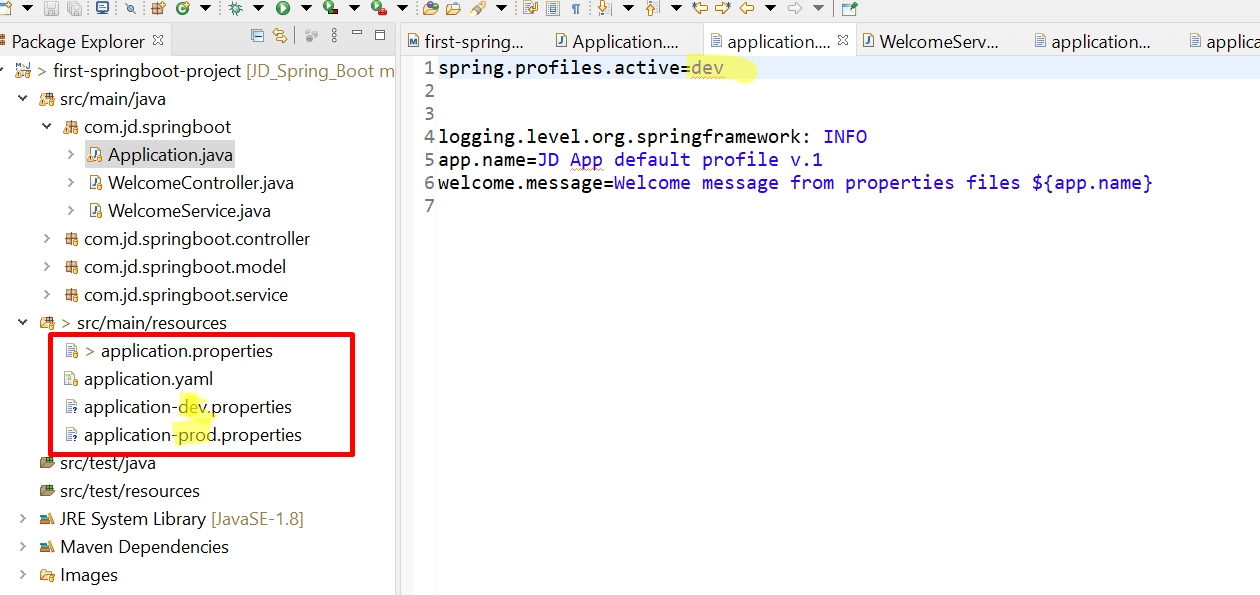 Package Explorer
first-spring...
Application....
application....
WelcomeServ...
application...
applica
> first-springboot-project [JD_Spring_Boot m
src/main/java
com.jd.springboot
Application.java
WelcomeController.java
WelcomeService.java
com.jd.springboot.controller
com.jd.springboot.model
com.jd.springboot.service
> src/main/resources
> application.properties
application.yaml
application-dev.properties
application-prod.properties
src/test/java
src/test/resources
JRE System Library [JavaSE-1.8]
Maven Dependencies
Images
1 spring.profiles.active=dev
2
3
4 logging.level.org.springframework: INFO
5 app.name=JD App default profile v.1
6 welcome.message=Welcome message from properties files ${app.name}
7